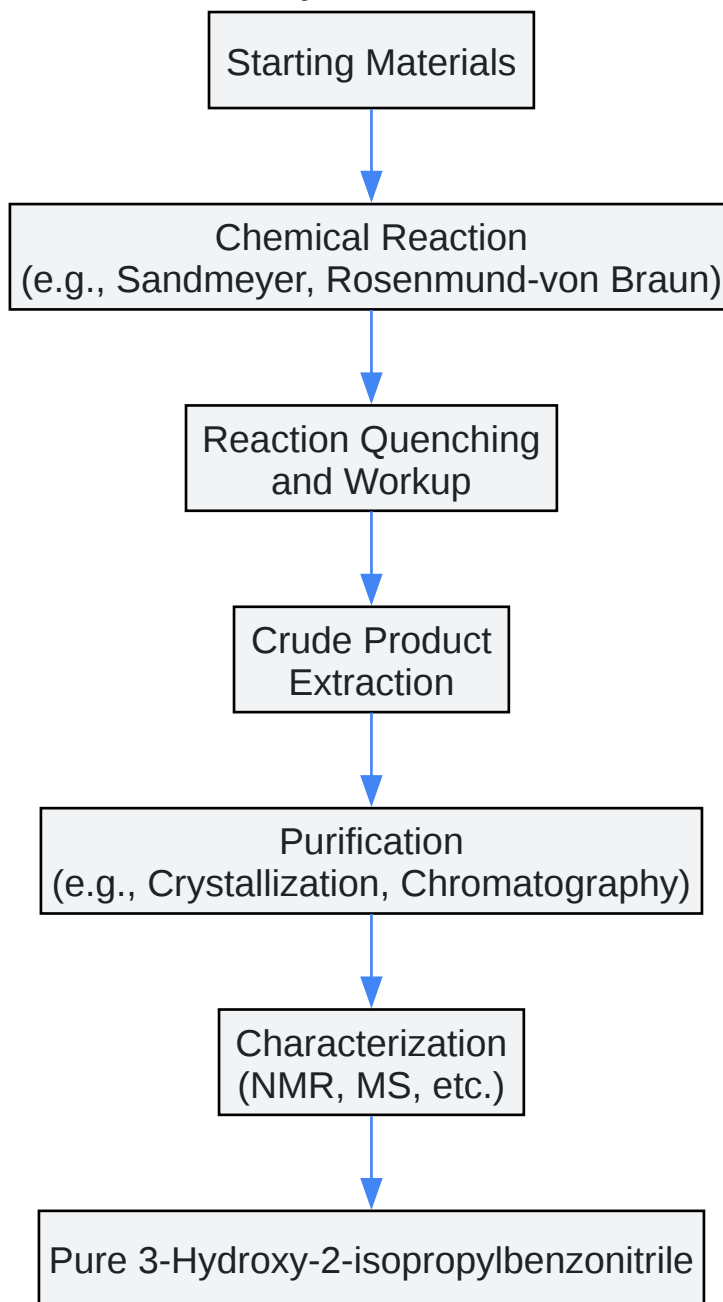 Starting Materials
Chemical Reaction
(e.g., Sandmeyer, Rosenmund-von Braun)
Reaction Quenching
and Workup
Crude Product
Extraction
Purification
(e.g., Crystallization, Chromatography)
Characterization
(NMR, MS, etc.)
Pure 3-Hydroxy-2-isopropylbenzonitrile